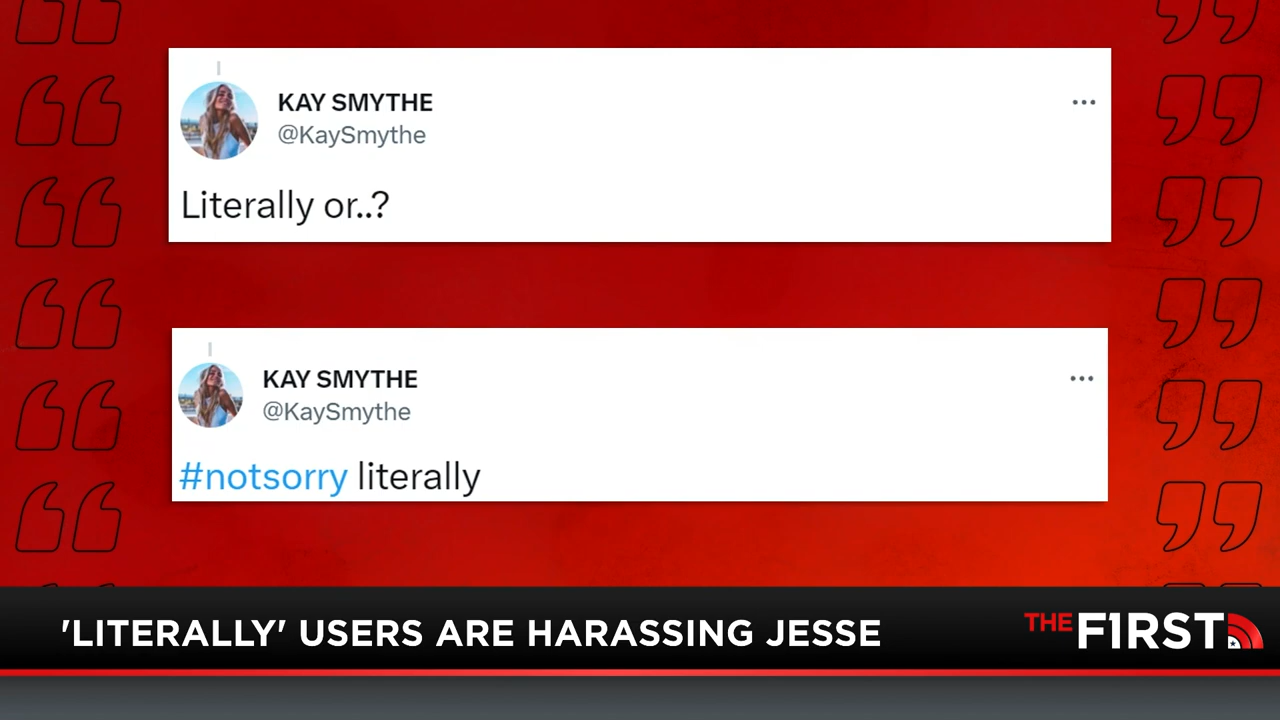 KAY SMYTHE
@KaySmythe
Literally or..?
KAY SMYTHE
@KaySmythe
#notsorry literally
'LITERALLY' USERS ARE HARASSING JESSE
THE F1RST